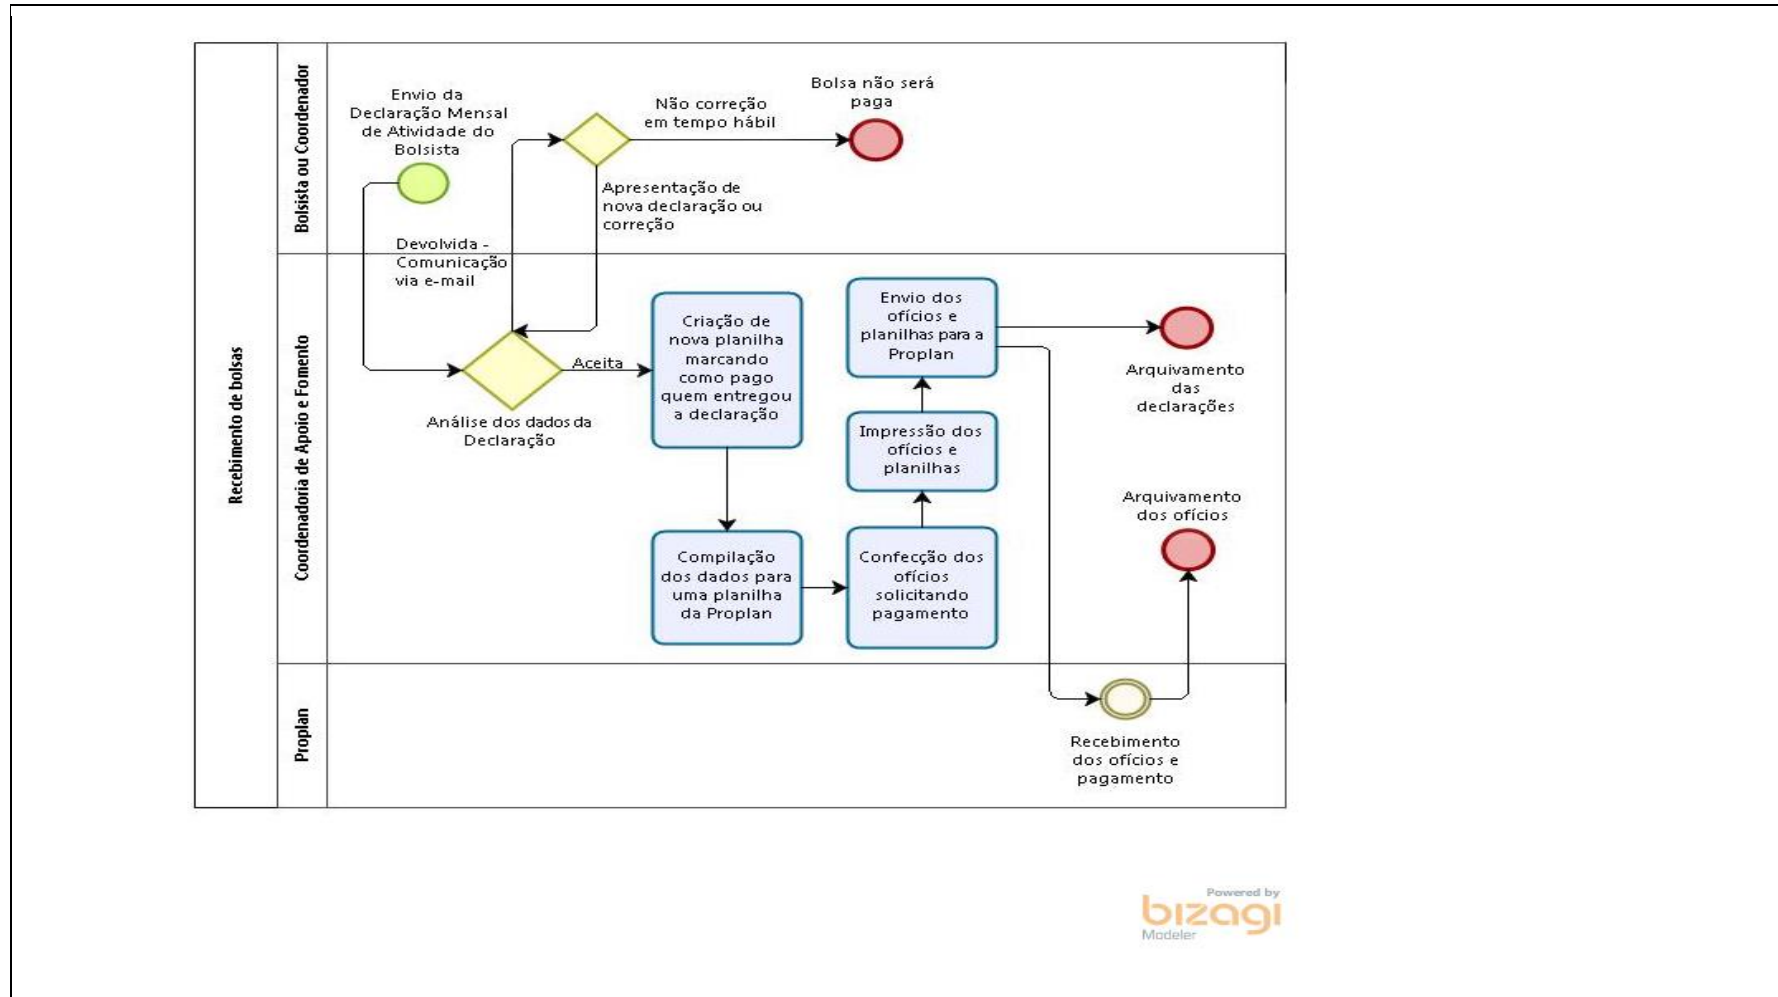 Recebimento de bolsas
Bolsista ou Coordenador
Envio da
Declaração Mensal
de Atividade do
Bolsista
Não correção
em tempo hábil
Bolsa não será
paga
Apresentação de
nova declaração ou
correção
Devolvida -
Comunicação
via e-mail
Coordenadoria de Apoio e Fomento
Análise dos dados da
Declaração
Aceita
Criação de
nova planilha
marcando
como pago
quem entregou
a declaração
Compilação
dos dados para
uma planilha
da Proplan
Confecção dos
ofícios
solicitando
pagamento
Impressão dos
ofícios e
planilhas
Envio dos
ofícios e
planilhas para a
Proplan
Arquivamento
das
declarações
Arquivamento
dos ofícios
Proplan
Recebimento
dos ofícios e
pagamento
Powered by
bizagi
Modeler